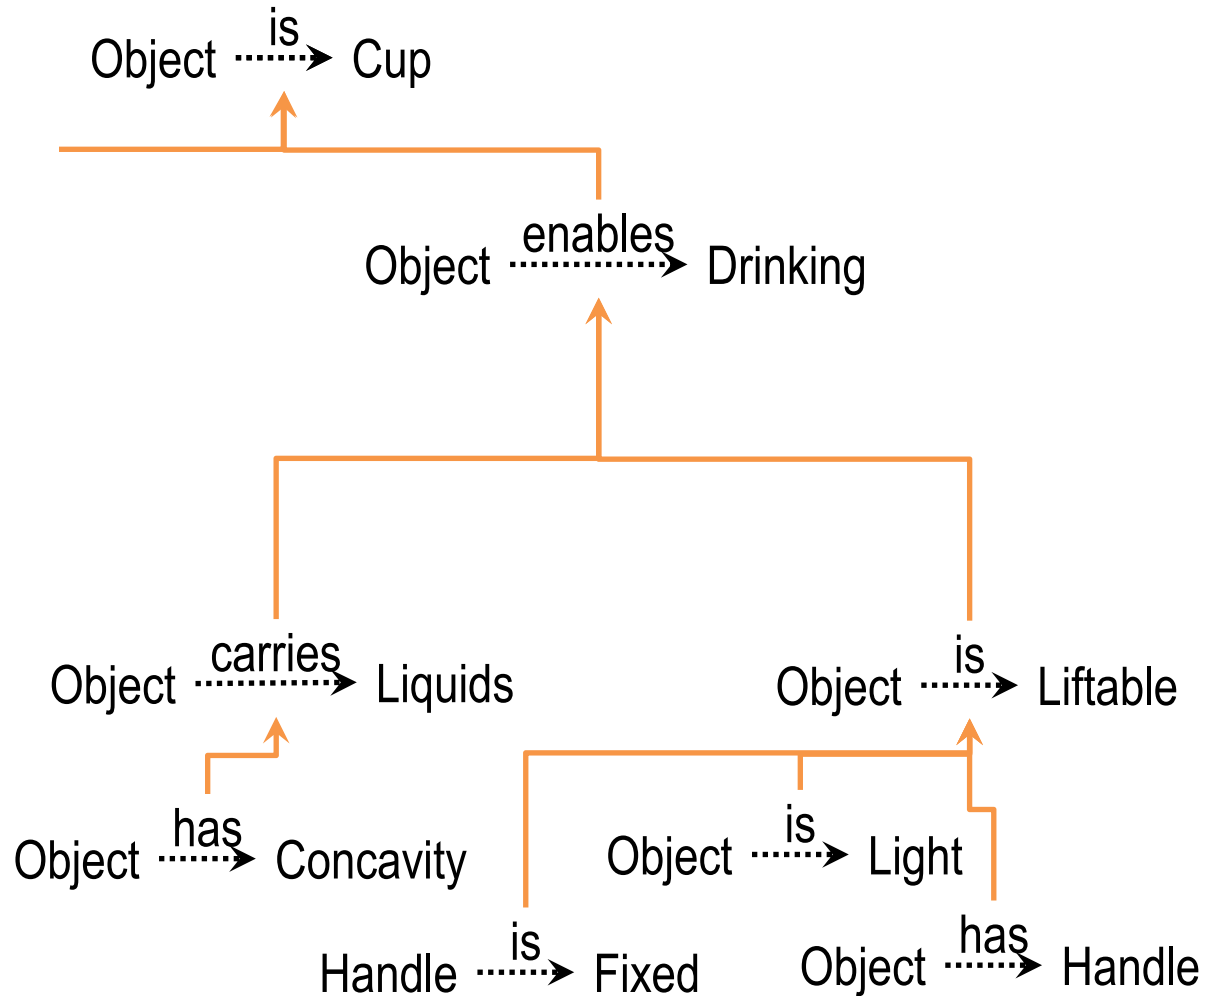 Object is Cup
Object enables Drinking
Object carries Liquids
Object is Liftable
Object has Concavity
Object is Light
Handle is Fixed
Object has Handle